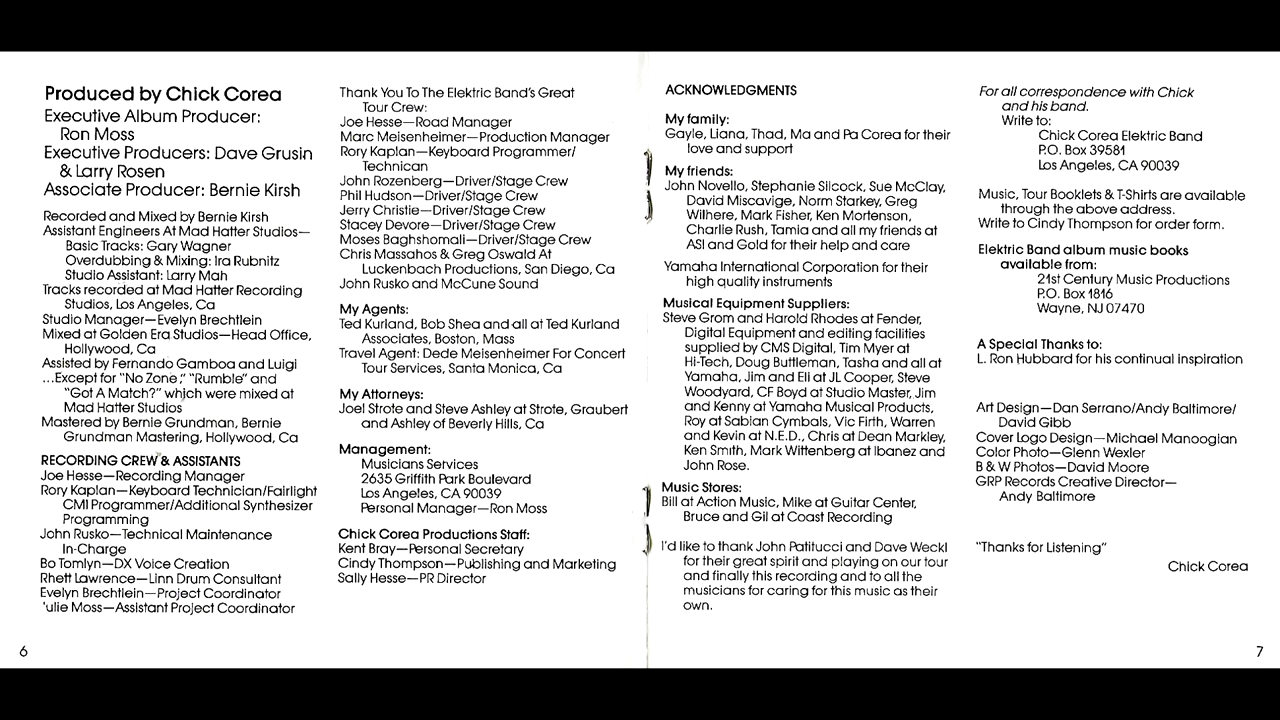 Produced by Chick Corea
Executive Album Producer:
Ron Moss
Executive Producers: Dave Grusin
& Larry Rosen
Associate Producer: Bernie Kirsh
Recorded and Mixed by Bernie Kirsh
Assistant Engineers At Mad Hatter Studios—
Basic Tracks: Gary Wagner
Overdubbing & Mixing: Ira Rubnitz
Studio Assistant: Larry Mah
Tracks recorded at Mad Hatter Recording
Studios, Los Angeles, Ca
Studio Manager—Evelyn Brechtlein
Mixed at Golden Era Studios—Head Office,
Hollywood, Ca
Assisted by Fernando Gamboa and Luigi
...Except for "No Zone," "Rumble" and
"Got A Match?" which were mixed at
Mad Hatter Studios
Mastered by Bernie Grundman, Bernie
Grundman Mastering, Hollywood, Ca
RECORDING CREW & ASSISTANTS
Joe Hesse—Recording Manager
Rory Kaplan—Keyboard Technician/Fairlight
CMI Programmer/Additional Synthesizer
Programming
John Rusko—Technical Maintenance
In-Charge
Bo Tomlyn—DX Voice Creation
Rhett Lawrence—Linn Drum Consultant
Evelyn Brechtlein—Project Coordinator
'ulie Moss—Assistant Project Coordinator
6
Thank You To The Elektric Band's Great
Tour Crew:
Joe Hesse—Road Manager
Marc Meisenheimer—Production Manager
Rory Kaplan—Keyboard Programmer/
Technican
John Rozenberg—Driver/Stage Crew
Phil Hudson—Driver/Stage Crew
Jerry Christie—Driver/Stage Crew
Stacey Devore—Driver/Stage Crew
Moses Baghshomali—Driver/Stage Crew
Chris Massahos & Greg Oswald At
Luckenbach Productions, San Diego, Ca
John Rusko and McCune Sound
My Agents:
Ted Kurland, Bob Shea and all at Ted Kurland
Associates, Boston, Mass
Travel Agent: Dede Meisenheimer For Concert
Tour Services, Santa Monica, Ca
My Attorneys:
Joel Strote and Steve Ashley at Strote, Graubert
and Ashley of Beverly Hills, Ca
Management:
Musicians Services
2635 Griffith Park Boulevard
Los Angeles, CA 90039
Personal Manager—Ron Moss
Chick Corea Productions Staff:
Kent Bray—Personal Secretary
Cindy Thompson—Publishing and Marketing
Sally Hesse—PR Director
ACKNOWLEDGMENTS
My family:
Gayle, Liana, Thad, Ma and Pa Corea for their
love and support
My friends:
John Novello, Stephanie Silcock, Sue McClay,
David Miscavige, Norm Starkey, Greg
Wilhere, Mark Fisher, Ken Mortenson,
Charlie Rush, Tamia and all my friends at
ASI and Gold for their help and care
Yamaha International Corporation for their
high quality instruments
Musical Equipment Suppliers:
Steve Grom and Harold Rhodes at Fender,
Digital Equipment and editing facilities
supplied by CMS Digital, Tim Myer at
Hi-Tech, Doug Buttleman, Tasha and all at
Yamaha, Jim and Eli at JL Cooper, Steve
Woodyard, CF Boyd at Studio Master, Jim
and Kenny at Yamaha Musical Products,
Roy at Sabian Cymbals, Vic Firth, Warren
and Kevin at N.E.D., Chris at Dean Markley,
Ken Smith, Mark Wittenberg at Ibanez and
John Rose.
Music Stores:
Bill at Action Music, Mike at Guitar Center,
Bruce and Gil at Coast Recording
I'd like to thank John Patitucci and Dave Weckl
for their great spirit and playing on our tour
and finally this recording and to all the
musicians for caring for this music as their
own.
For all correspondence with Chick
and his band.
Write to:
Chick Corea Elektric Band
P.O. Box 39581
Los Angeles, CA 90039
Music, Tour Booklets & T-Shirts are available
through the above address.
Write to Cindy Thompson for order form.
Elektric Band album music books
available from:
21st Century Music Productions
P.O. Box 1816
Wayne, NJ 07470
A Special Thanks to:
L. Ron Hubbard for his continual inspiration
Art Design—Dan Serrano/Andy Baltimore/
David Gibb
Cover Logo Design—Michael Manoogian
Color Photo—Glenn Wexler
B & W Photos—David Moore
GRP Records Creative Director—
Andy Baltimore
"Thanks for Listening"
Chick Corea
7